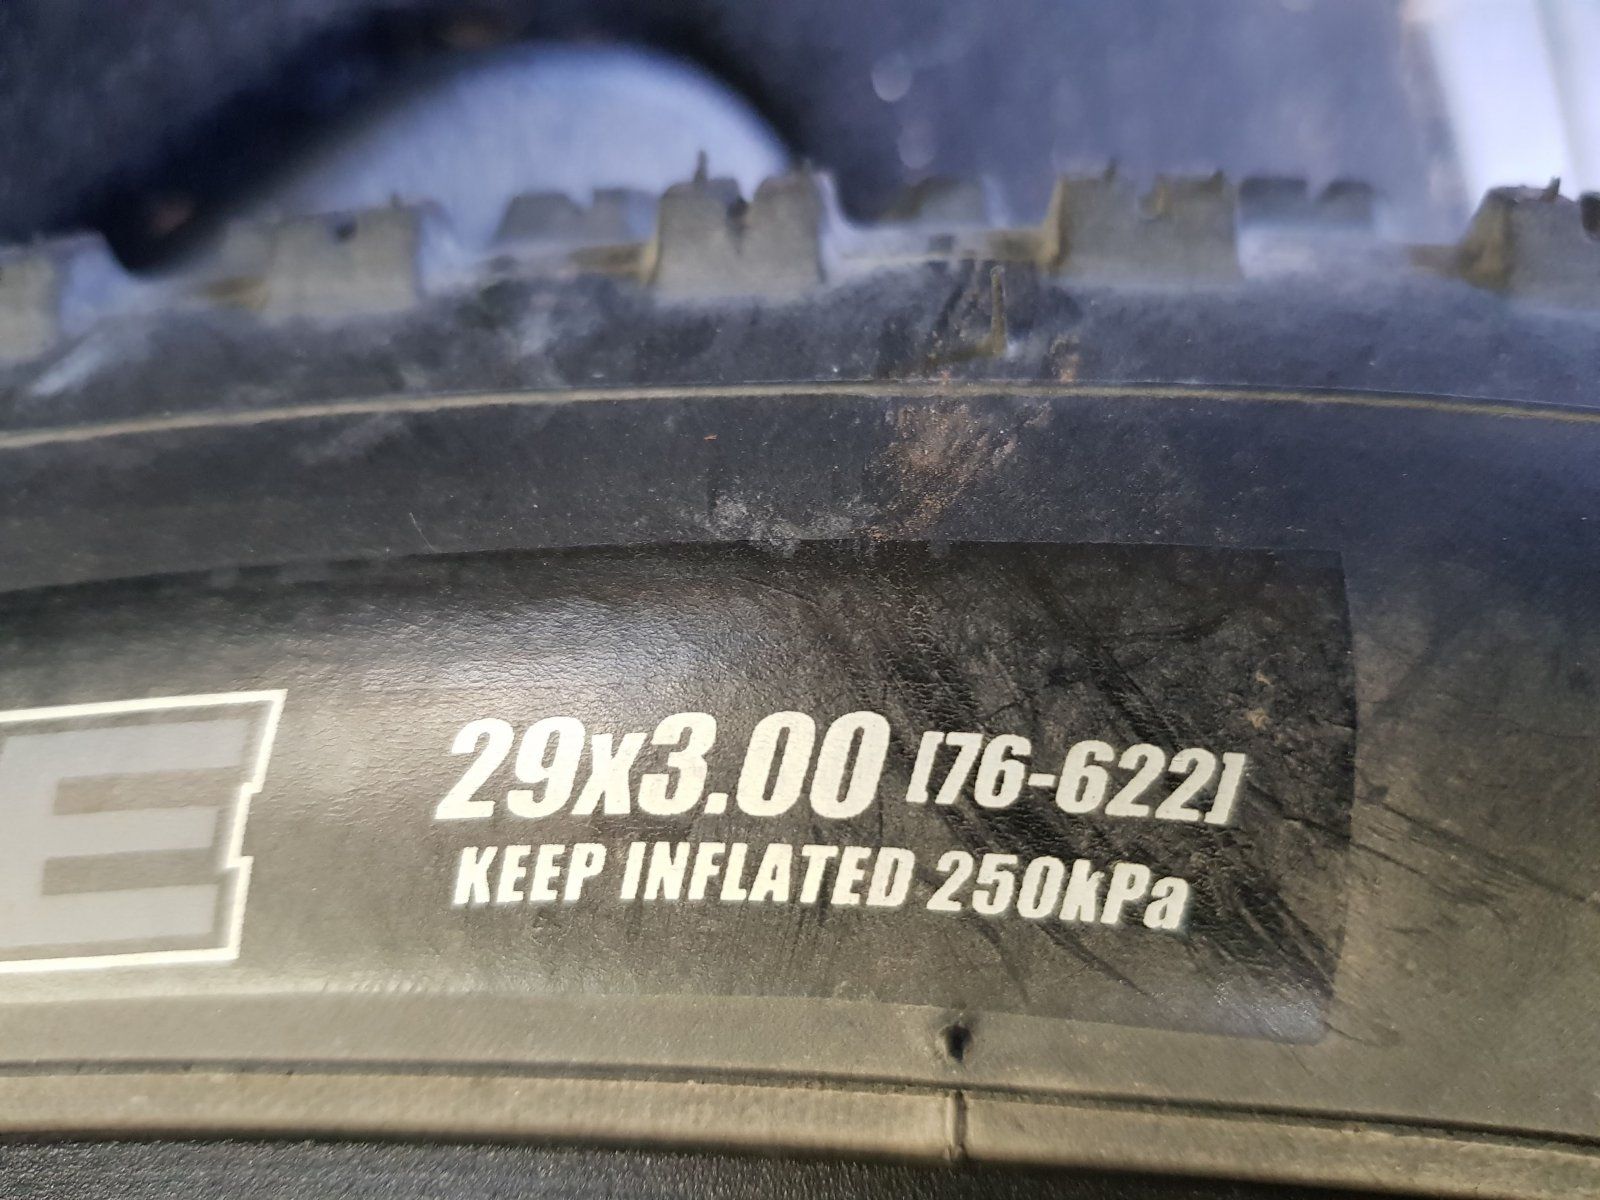 E
29x3.00 [76-622]
KEEP INFLATED 250kPa